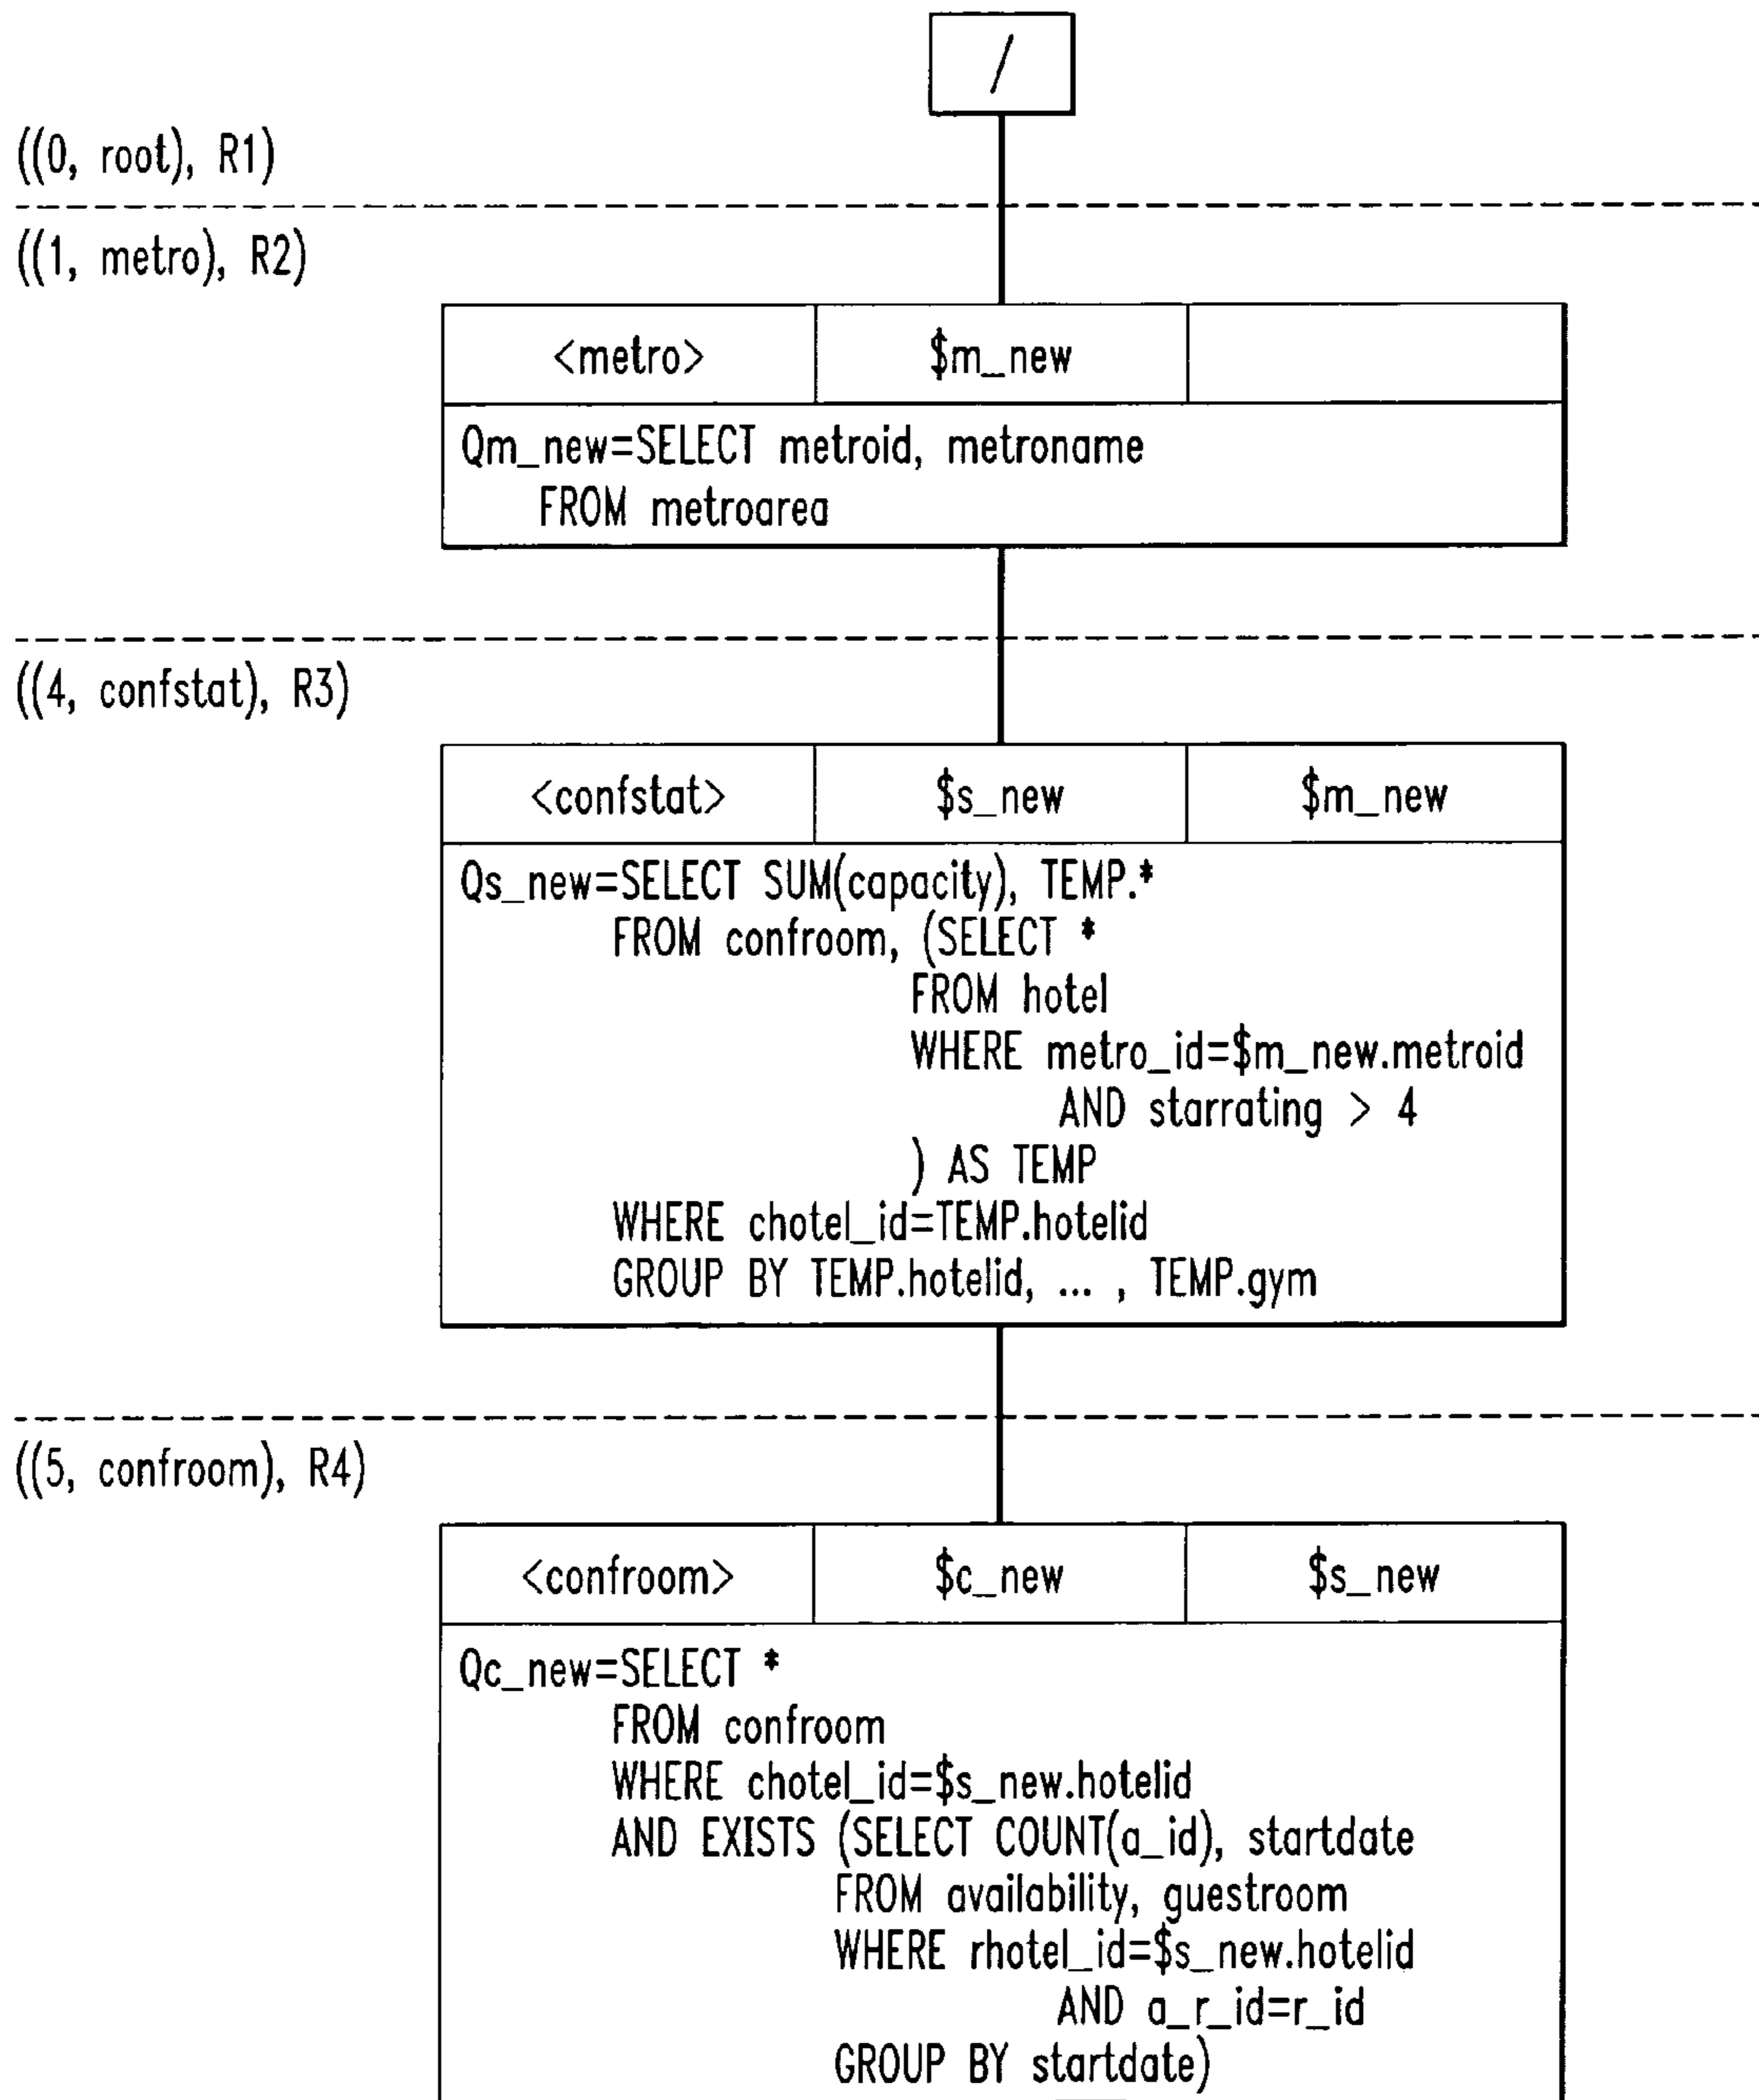 /
((0, root), R1)
((1, metro), R2)
<metro> $m_new
Qm_new=SELECT metroid, metroname
FROM metroarea
((4, confstat), R3)
<confstat> $s_new $m_new
Qs_new=SELECT SUM(capacity), TEMP.*
FROM confroom, (SELECT *
FROM hotel
WHERE metro_id=$m_new.metroid
AND starrating > 4
) AS TEMP
WHERE chotel_id=TEMP.hotelid
GROUP BY TEMP.hotelid, ... , TEMP.gym
((5, confroom), R4)
<confroom> $c_new $s_new
Qc_new=SELECT *
FROM confroom
WHERE chotel_id=$s_new.hotelid
AND EXISTS (SELECT COUNT(a_id), startdate
FROM availability, guestroom
WHERE rhotel_id=$s_new.hotelid
AND a_r_id=r_id
GROUP BY startdate)